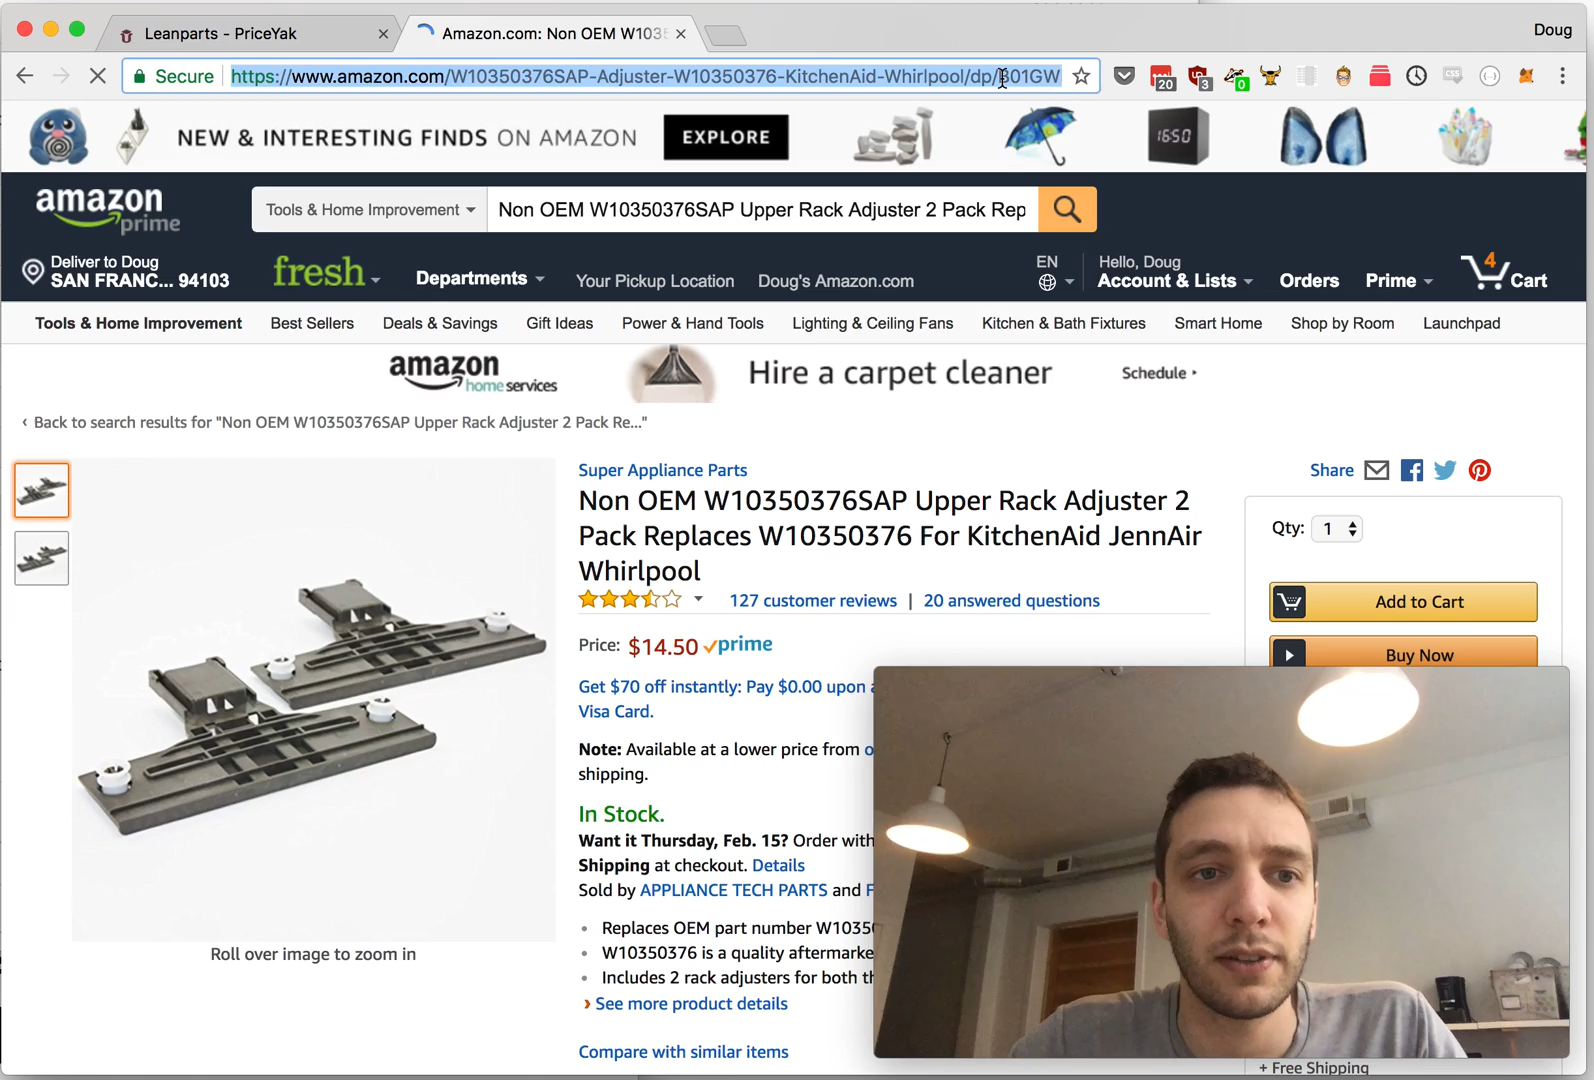 Leanparts - PriceYak
Amazon.com: Non OEM W1035
Doug
Secure
https://www.amazon.com/W10350376SAP-Adjuster-W10350376-KitchenAid-Whirlpool/dp/B01GW
20
3
0
NEW & INTERESTING FINDS ON AMAZON
EXPLORE
16:50
amazon
prime
Tools & Home Improvement
Non OEM W10350376SAP Upper Rack Adjuster 2 Pack Rep
Deliver to Doug
SAN FRANC... 94103
fresh
Departments
Your Pickup Location
Doug's Amazon.com
EN
Hello, Doug
Account & Lists
Orders
Prime
4
Cart
Tools & Home Improvement
Best Sellers
Deals & Savings
Gift Ideas
Power & Hand Tools
Lighting & Ceiling Fans
Kitchen & Bath Fixtures
Smart Home
Shop by Room
Launchpad
amazon
home services
Hire a carpet cleaner
Schedule
‹ Back to search results for "Non OEM W10350376SAP Upper Rack Adjuster 2 Pack Re..."
Super Appliance Parts
Share
Non OEM W10350376SAP Upper Rack Adjuster 2
Pack Replaces W10350376 For KitchenAid JennAir
Whirlpool
127 customer reviews | 20 answered questions
Qty: 1
Add to Cart
Buy Now
Price: $14.50 prime
Get $70 off instantly: Pay $0.00 upon
Visa Card.
Note: Available at a lower price from
shipping.
In Stock.
Want it Thursday, Feb. 15? Order with
Shipping at checkout. Details
Sold by APPLIANCE TECH PARTS and
• Replaces OEM part number W1035
• W10350376 is a quality aftermarke
• Includes 2 rack adjusters for both
› See more product details
Roll over image to zoom in
Compare with similar items
+ Free Shipping